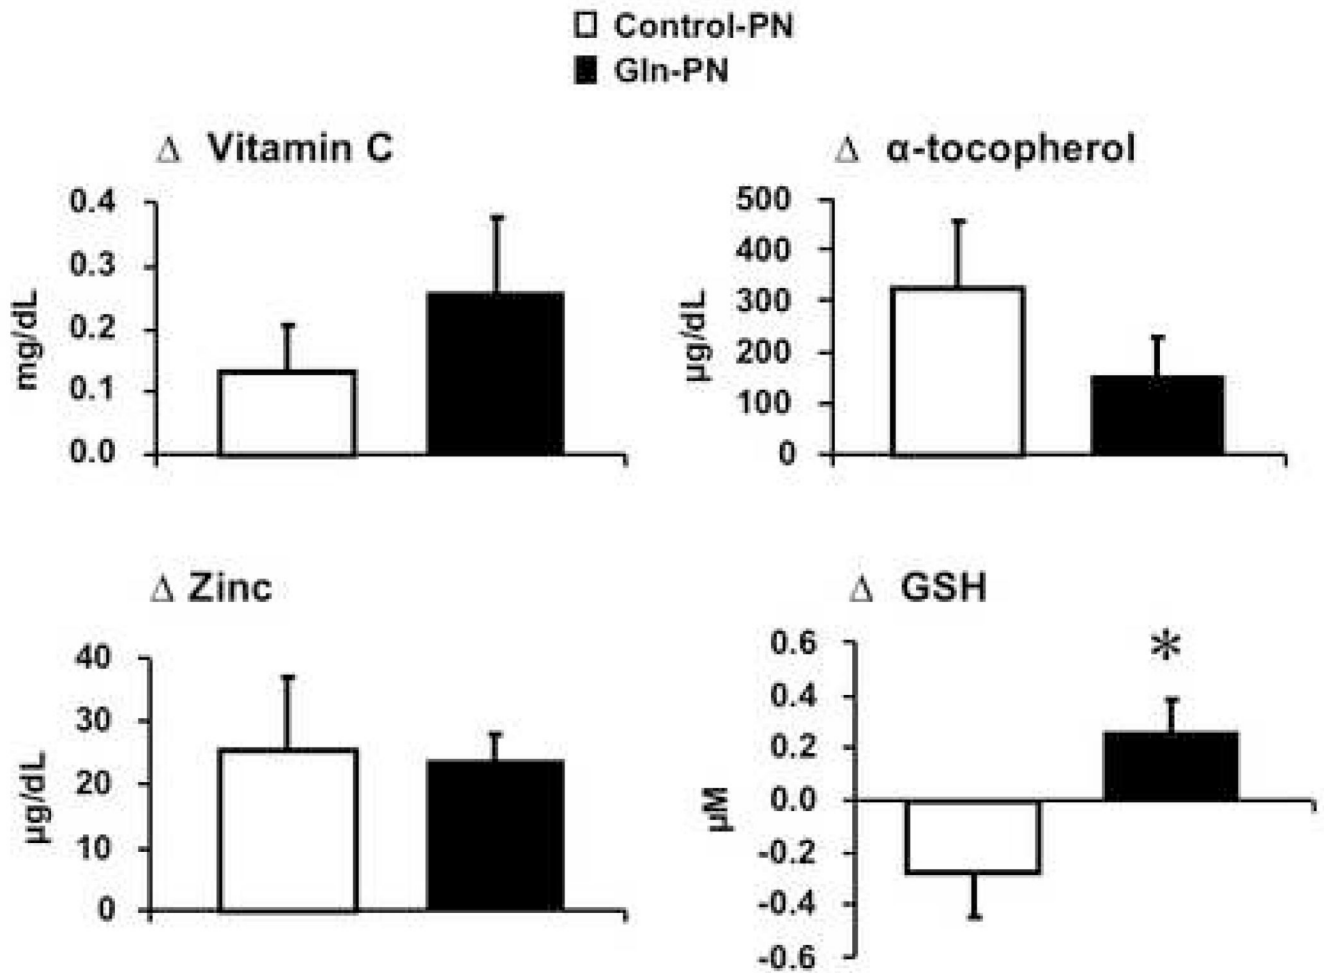 Control-PN
Gln-PN
Δ Vitamin C
0.4
0.3
0.2
0.1
0.0
mg/dL
Δ α-tocopherol
500
400
300
200
100
0
µg/dL
Δ Zinc
40
30
20
10
0
µg/dL
Δ GSH
0.6
0.4
0.2
0.0
-0.2
-0.4
-0.6
µM
*